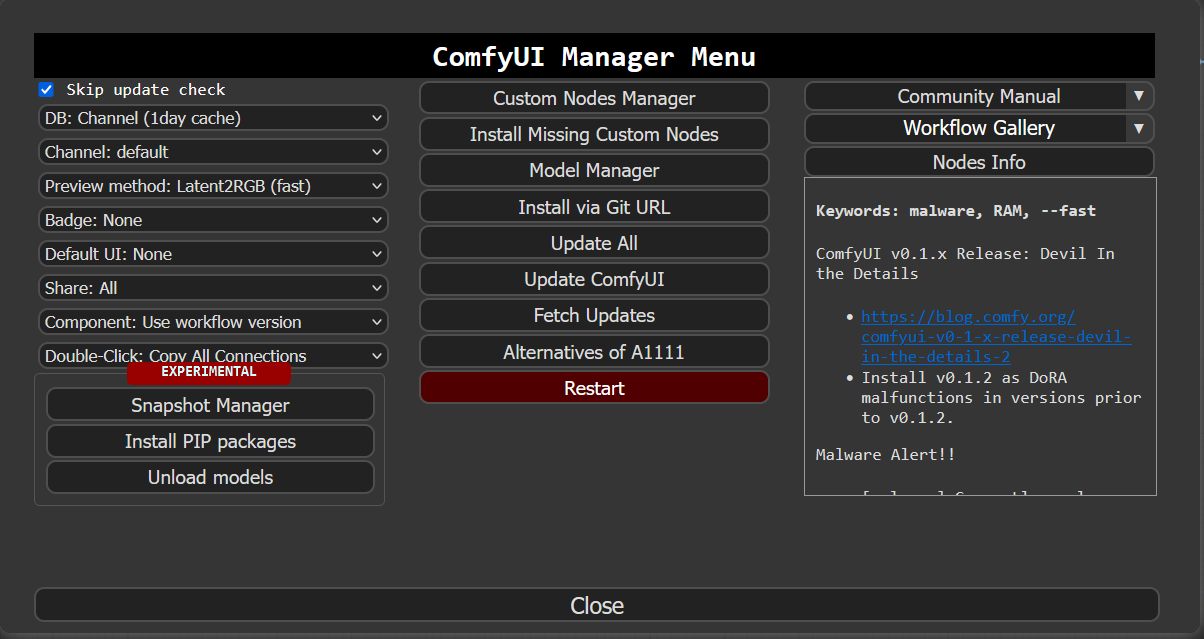 ComfyUI Manager Menu
Skip update check
DB: Channel (1day cache)
Channel: default
Preview method: Latent2RGB (fast)
Badge: None
Default UI: None
Share: All
Component: Use workflow version
Double-Click: Copy All Connections
EXPERIMENTAL
Snapshot Manager
Install PIP packages
Unload models
Custom Nodes Manager
Install Missing Custom Nodes
Model Manager
Install via Git URL
Update All
Update ComfyUI
Fetch Updates
Alternatives of A1111
Restart
Community Manual
Workflow Gallery
Nodes Info
Keywords: malware, RAM, --fast
ComfyUI v0.1.x Release: Devil In
the Details
https://blog.comfy.org/
comfyui-v0-1-x-release-devil-
in-the-details-2
Install v0.1.2 as DoRA
malfunctions in versions prior
to v0.1.2.
Malware Alert!!
Close